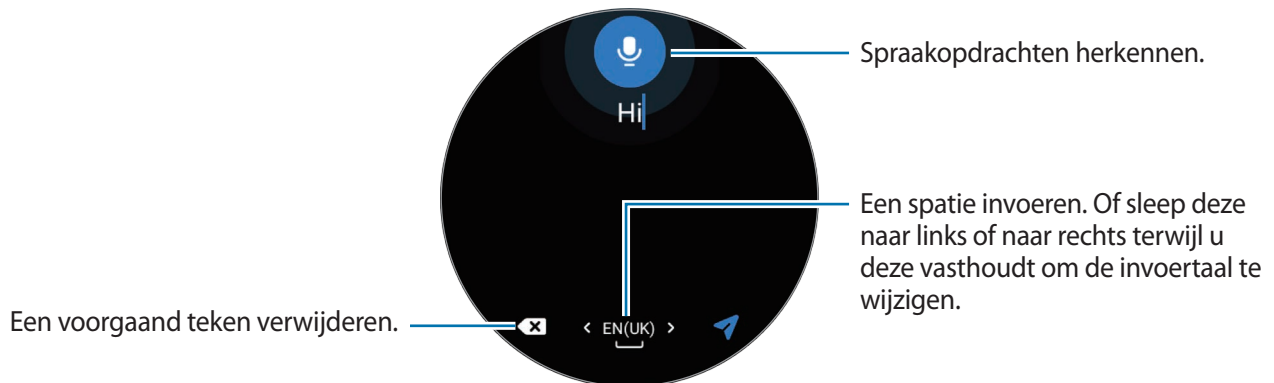 Spraakopdrachten herkennen.
Hi
Een spatie invoeren. Of sleep deze
naar links of naar rechts terwijl u
deze vasthoudt om de invoertaal te
wijzigen.
Een voorgaand teken verwijderen.
EN(UK)